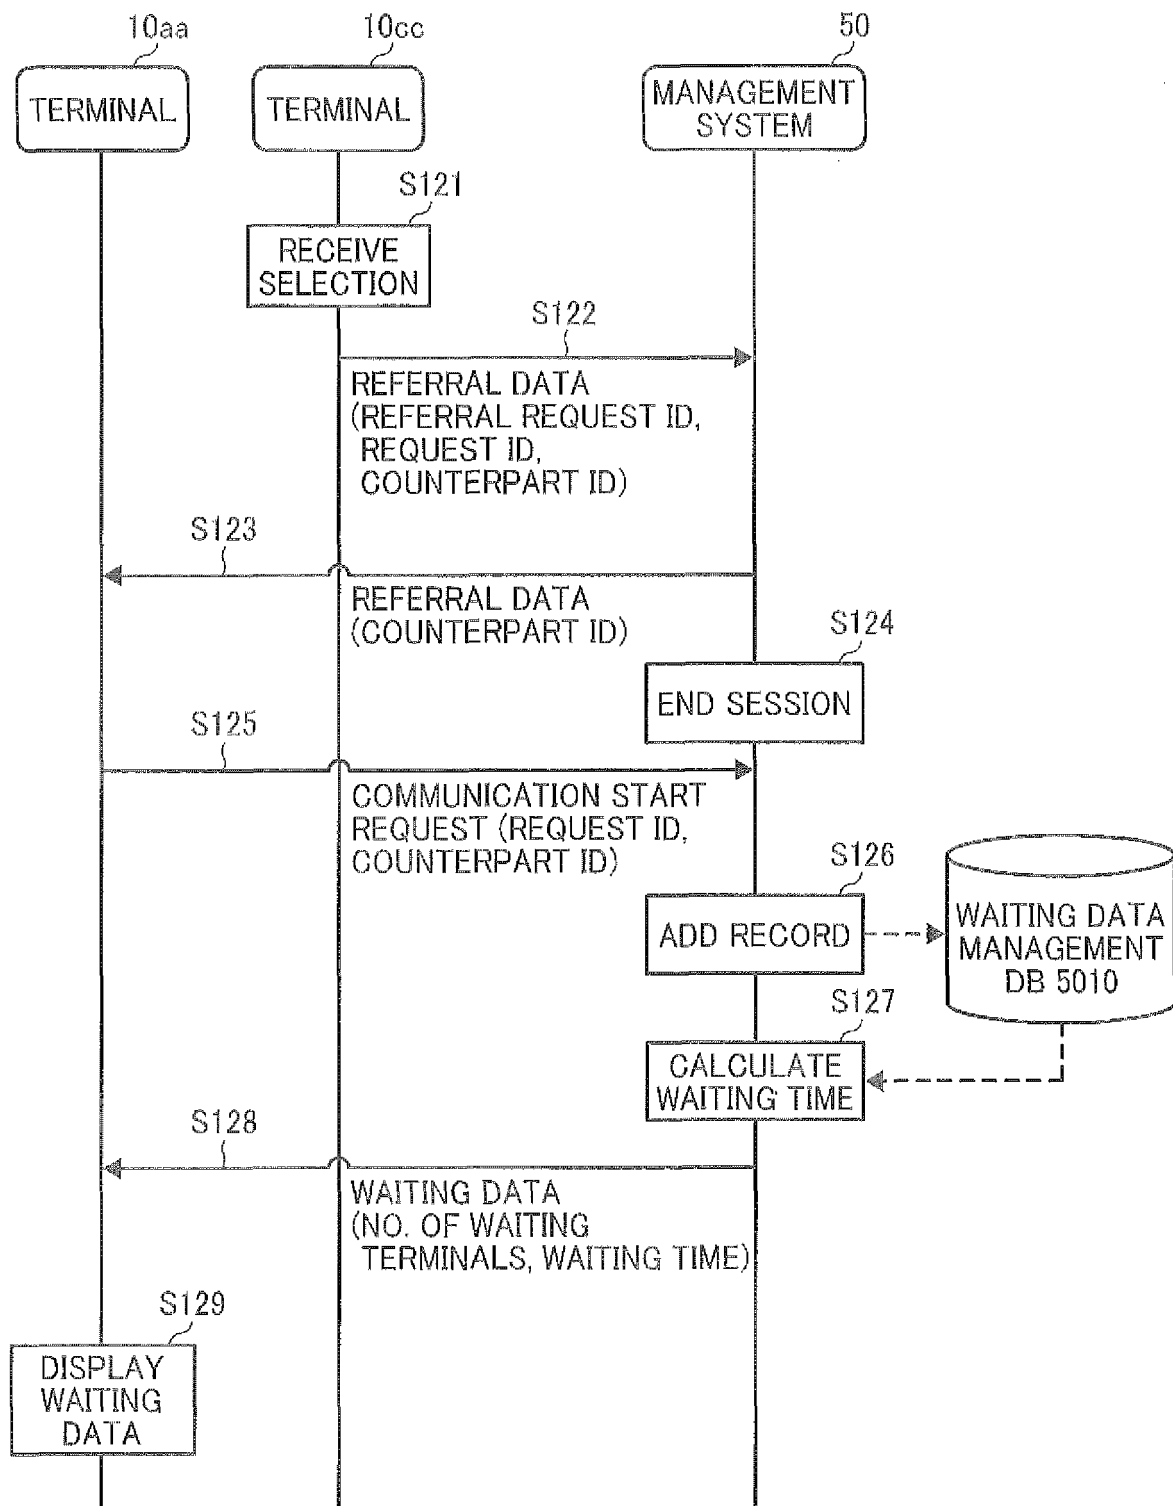 10aa
10cc
50
TERMINAL
TERMINAL
MANAGEMENT
SYSTEM
S121
RECEIVE
SELECTION
S122
REFERRAL DATA
(REFERRAL REQUEST ID,
REQUEST ID,
COUNTERPART ID)
S123
REFERRAL DATA
(COUNTERPART ID)
S124
END SESSION
S125
COMMUNICATION START
REQUEST (REQUEST ID,
COUNTERPART ID)
S126
ADD RECORD
WAITING DATA
MANAGEMENT
DB 5010
S127
CALCULATE
WAITING TIME
S128
WAITING DATA
(NO. OF WAITING
TERMINALS, WAITING TIME)
S129
DISPLAY
WAITING
DATA